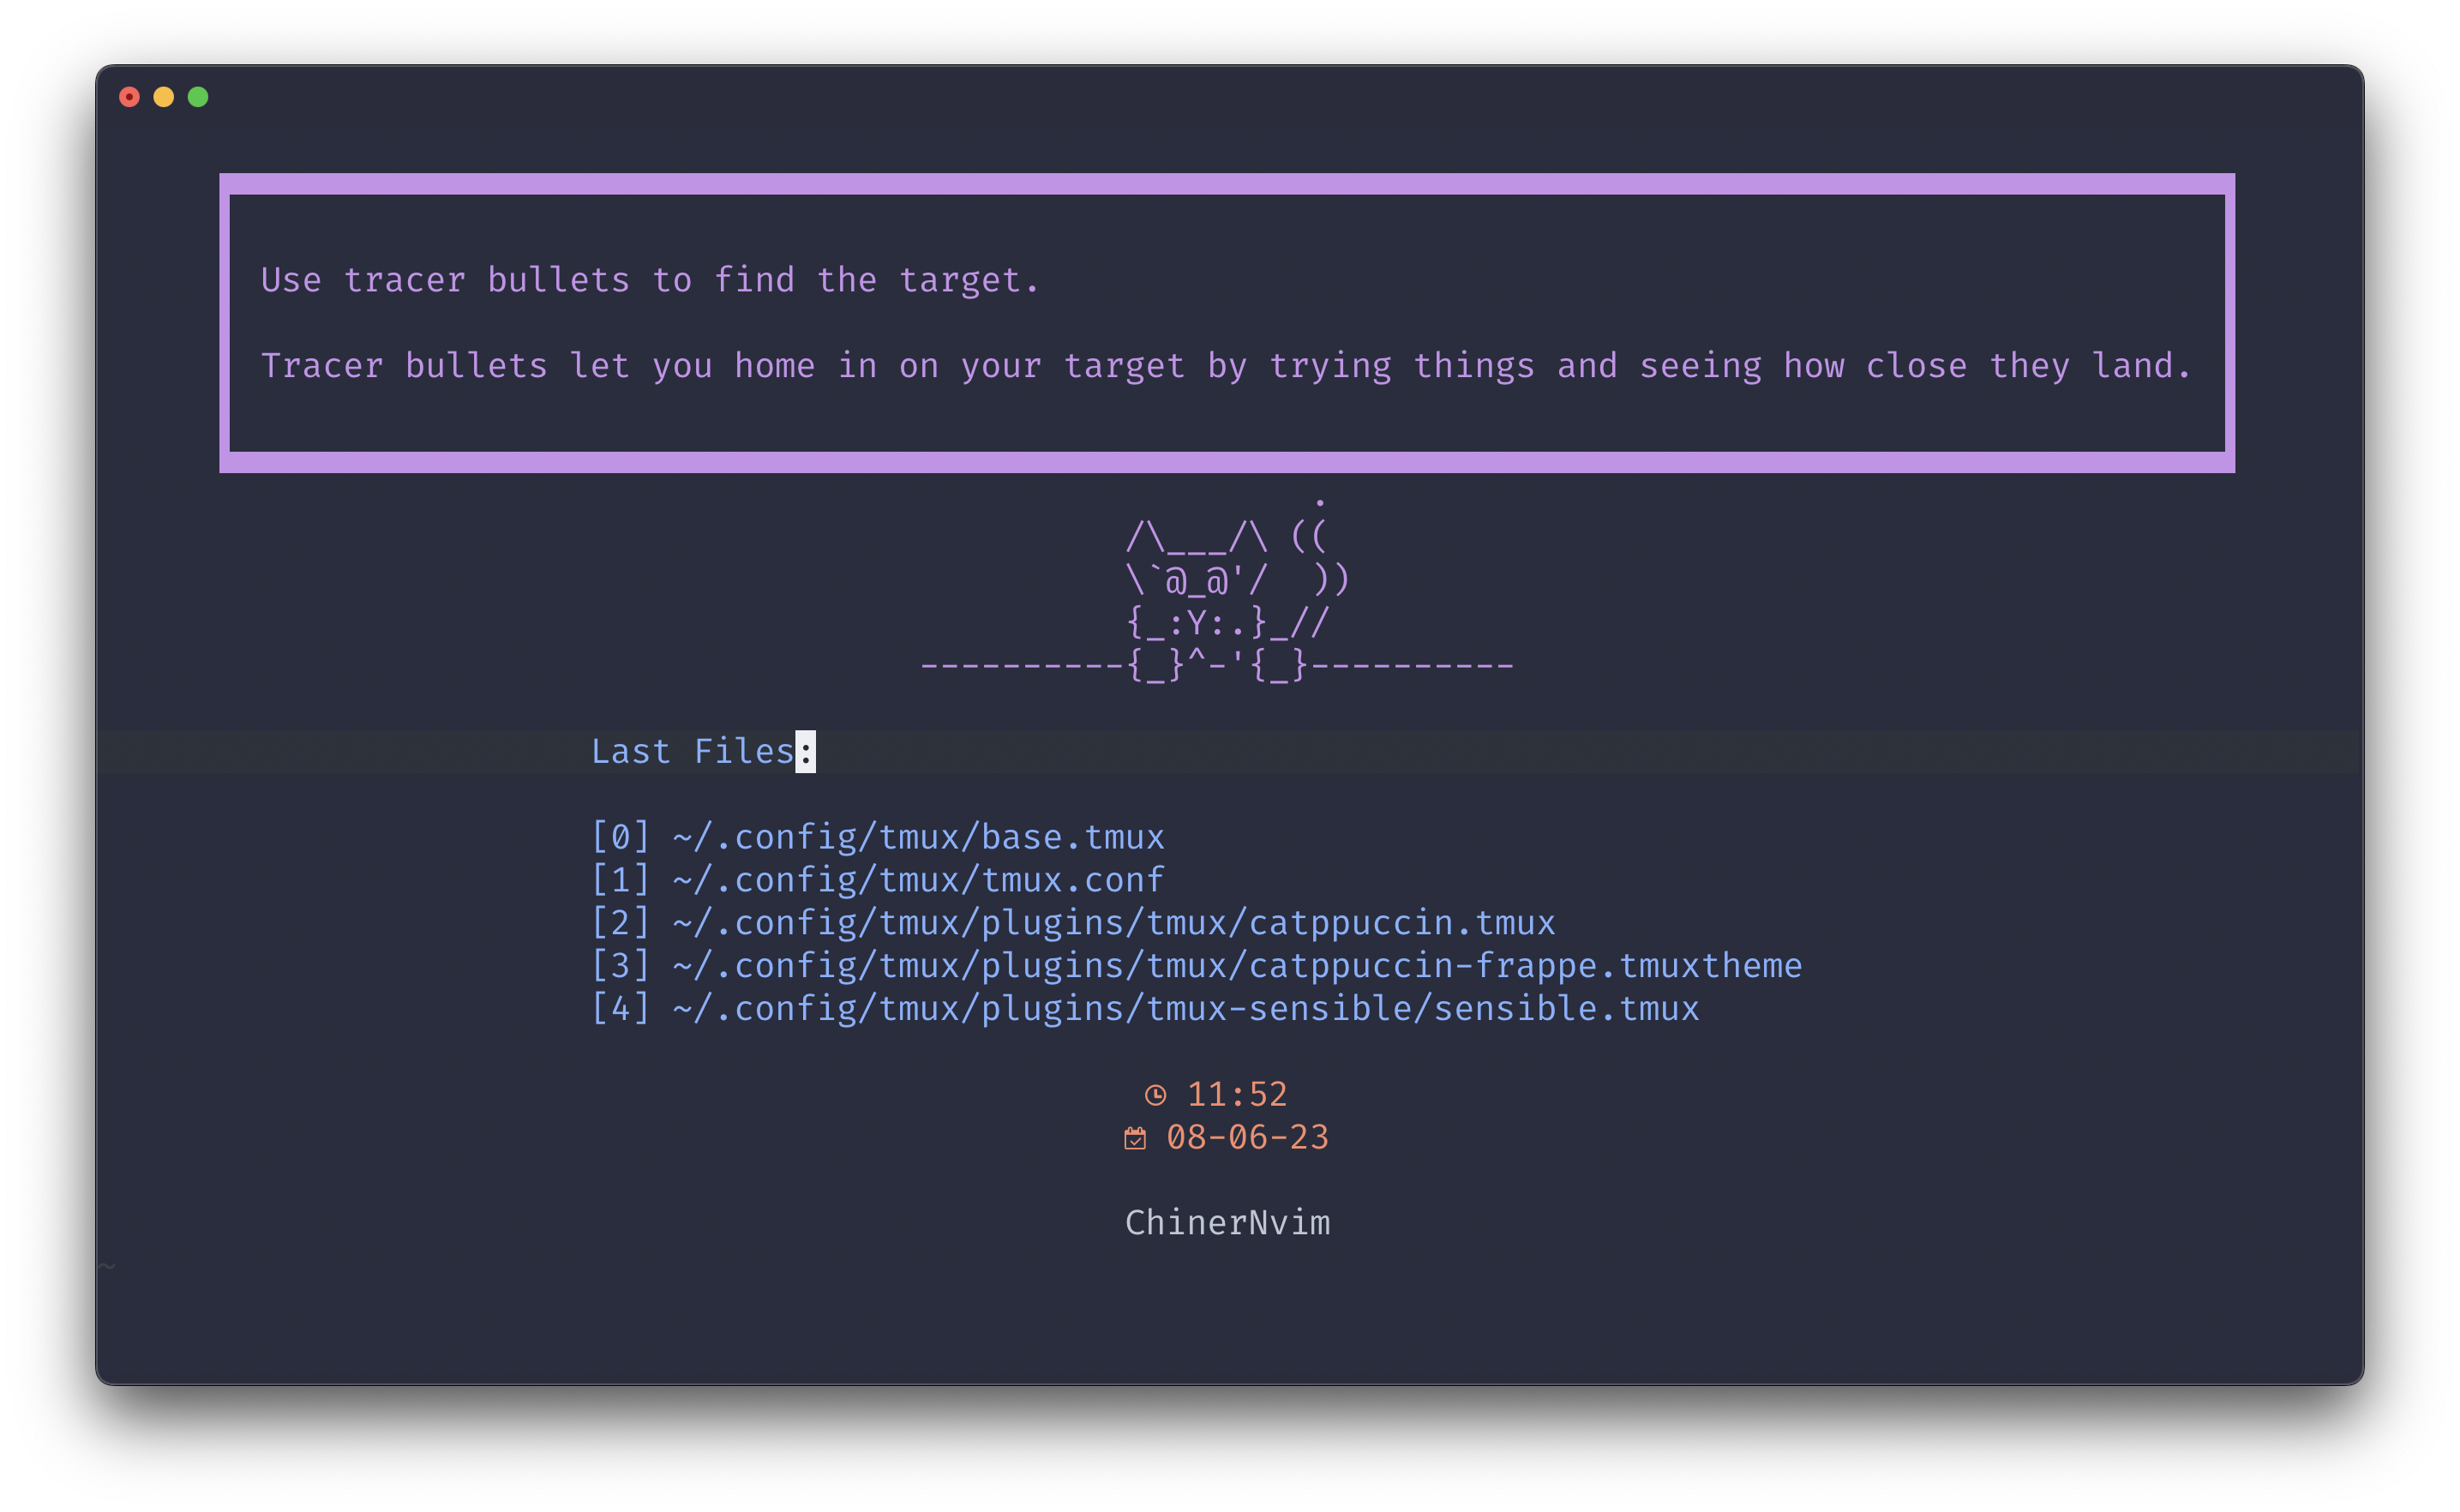 Use tracer bullets to find the target.
Tracer bullets let you home in on your target by trying things and seeing how close they land.
.
/\___/\ ((
\`@_@'/  ))
{_:Y:.}_//
----------{_}^-'{_}----------
Last Files:
[0] ~/.config/tmux/base.tmux
[1] ~/.config/tmux/tmux.conf
[2] ~/.config/tmux/plugins/tmux/catppuccin.tmux
[3] ~/.config/tmux/plugins/tmux/catppuccin-frappe.tmuxtheme
[4] ~/.config/tmux/plugins/tmux-sensible/sensible.tmux
11:52
08-06-23
ChinerNvim
~